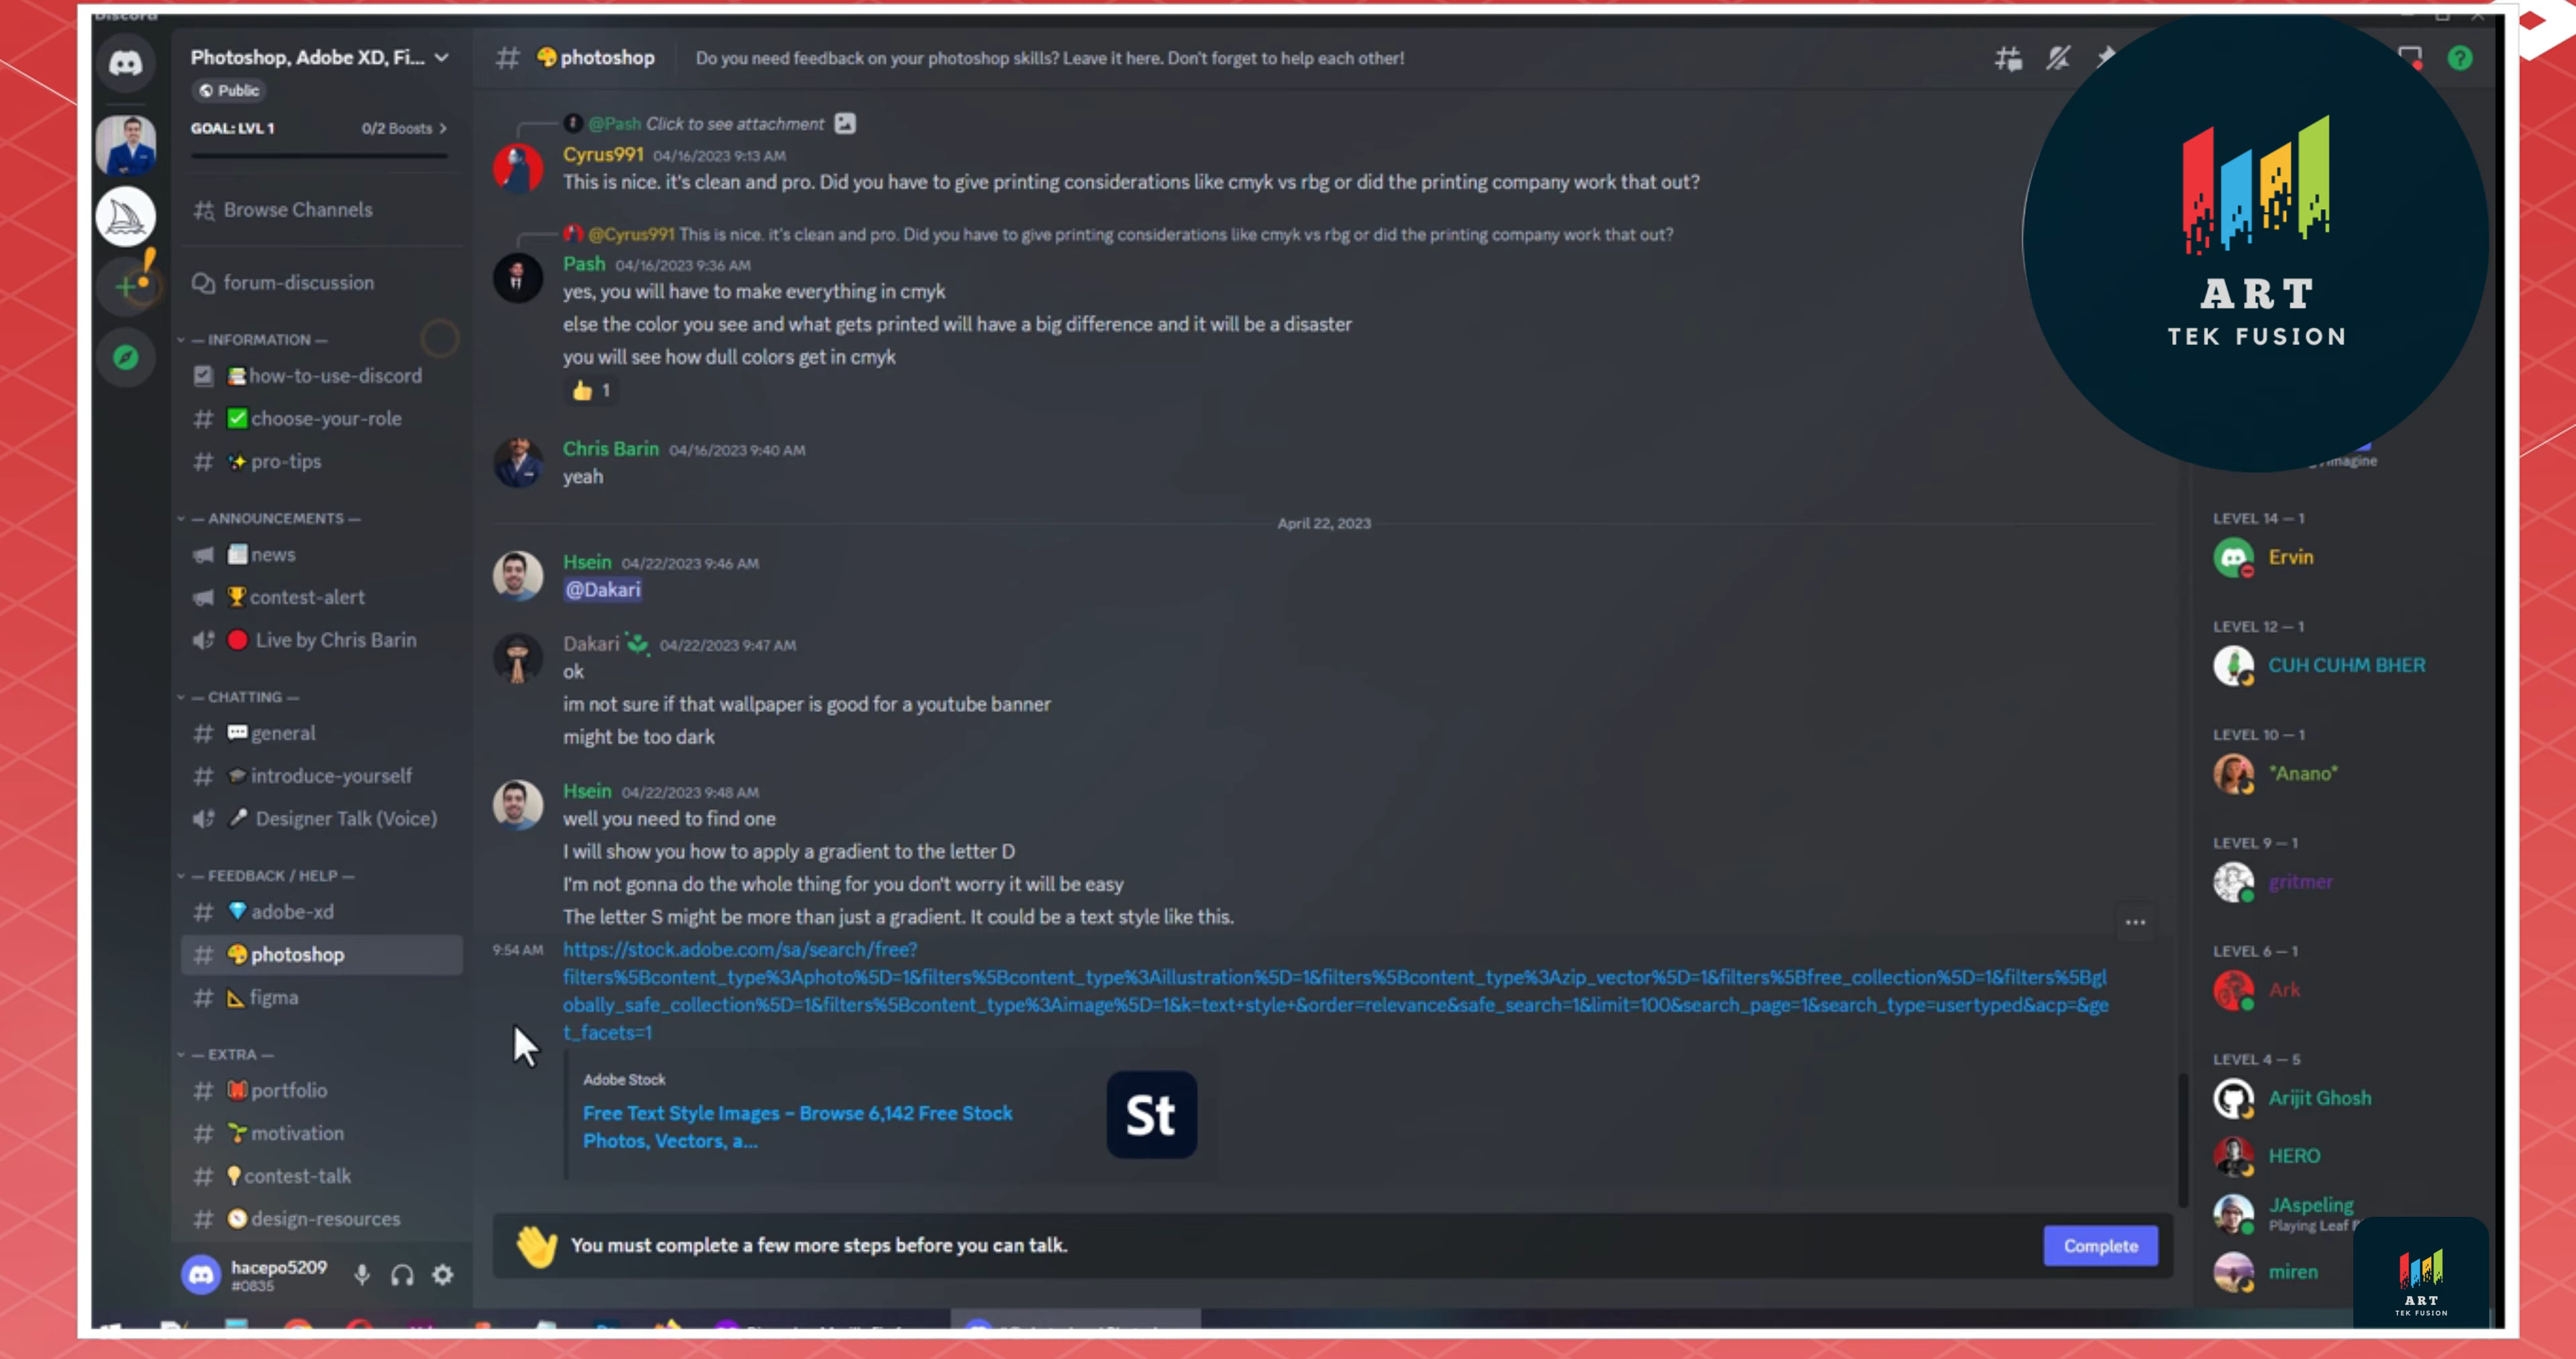 Discord
Photoshop, Adobe XD, Fi...
Public
GOAL: LVL 1 0/2 Boosts >
Browse Channels
forum-discussion
— INFORMATION —
how-to-use-discord
# choose-your-role
# pro-tips
— ANNOUNCEMENTS —
news
contest-alert
Live by Chris Barin
— CHATTING —
# general
# introduce-yourself
Designer Talk (Voice)
— FEEDBACK / HELP —
# adobe-xd
# photoshop
# figma
— EXTRA —
# portfolio
# motivation
# contest-talk
# design-resources
hacepo5209
#0835
# photoshop Do you need feedback on your photoshop skills? Leave it here. Don't forget to help each other!
@Pash Click to see attachment
Cyrus991 04/16/2023 9:13 AM
This is nice. it's clean and pro. Did you have to give printing considerations like cmyk vs rbg or did the printing company work that out?
@Cyrus991 This is nice. it's clean and pro. Did you have to give printing considerations like cmyk vs rbg or did the printing company work that out?
Pash 04/16/2023 9:36 AM
yes, you will have to make everything in cmyk
else the color you see and what gets printed will have a big difference and it will be a disaster
you will see how dull colors get in cmyk
1
Chris Barin 04/16/2023 9:40 AM
yeah
April 22, 2023
Hsein 04/22/2023 9:46 AM
@Dakari
Dakari 04/22/2023 9:47 AM
ok
im not sure if that wallpaper is good for a youtube banner
might be too dark
Hsein 04/22/2023 9:48 AM
well you need to find one
I will show you how to apply a gradient to the letter D
I'm not gonna do the whole thing for you don't worry it will be easy
The letter S might be more than just a gradient. It could be a text style like this.
9:54 AM https://stock.adobe.com/sa/search/free?
filters%5Bcontent_type%3Aphoto%5D=1&filters%5Bcontent_type%3Aillustration%5D=1&filters%5Bcontent_type%3Azip_vector%5D=1&filters%5Bfree_collection%5D=1&filters%5Bgl
obally_safe_collection%5D=1&filters%5Bcontent_type%3Aimage%5D=1&k=text+style+&order=relevance&safe_search=1&limit=100&search_page=1&search_type=usertyped&acp=&ge
t_facets=1
Adobe Stock
Free Text Style Images – Browse 6,142 Free Stock
Photos, Vectors, a...
St
You must complete a few more steps before you can talk.
Complete
ART
TEK FUSION
LEVEL 14 — 1
Ervin
LEVEL 12 — 1
CUH CUHM BHER
LEVEL 10 — 1
*Anano*
LEVEL 9 — 1
gritmer
LEVEL 6 — 1
Ark
LEVEL 4 — 5
Arijit Ghosh
HERO
JAspeling
Playing Leaf
miren
ART
TEK FUSION